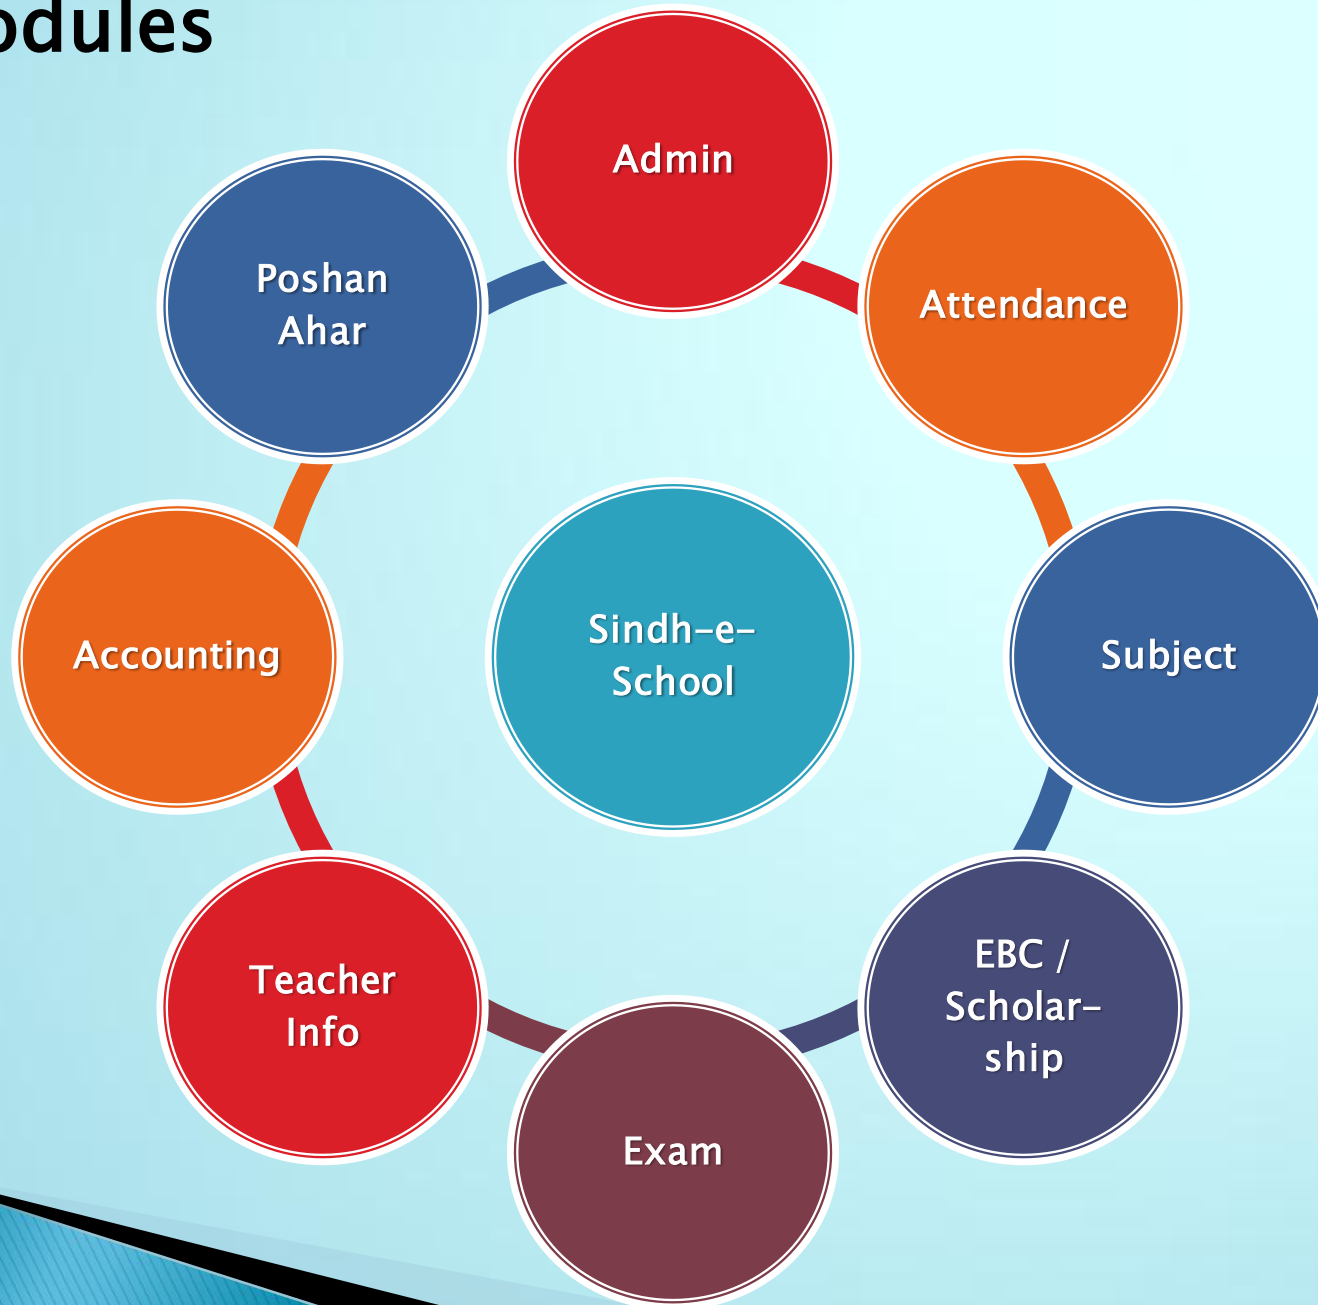 odules
Admin
Attendance
Subject
EBC /
Scholar-
ship
Exam
Teacher
Info
Accounting
Poshan
Ahar
Sindh-e-
School